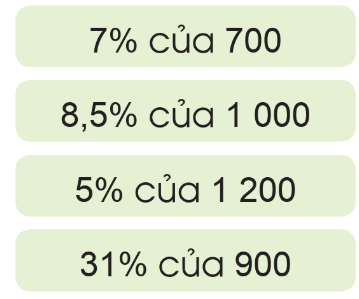 7% của 700
8,5% của 1 000
5% của 1 200
31% của 900